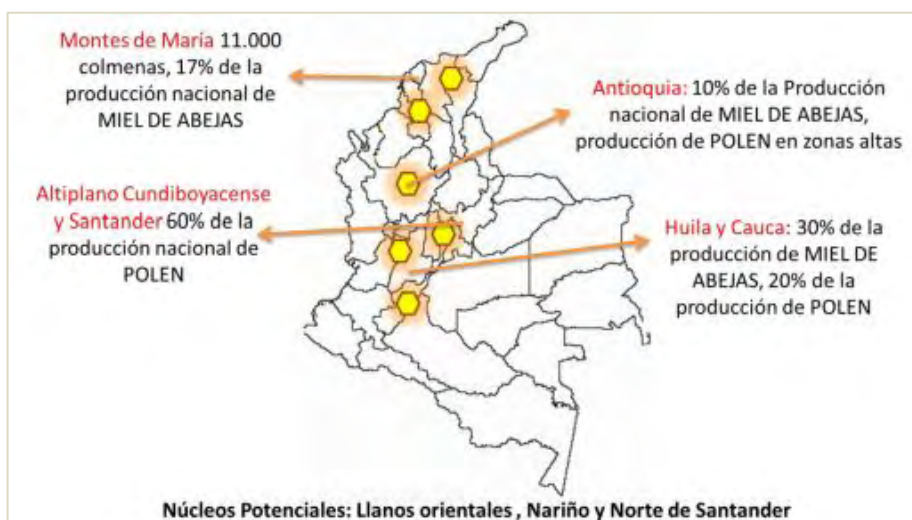 Montes de María 11.000
colmenas, 17% de la
producción nacional de
MIEL DE ABEJAS
Antioquia: 10% de la Producción
nacional de MIEL DE ABEJAS,
producción de POLEN en zonas altas
Altiplano Cundiboyacense
y Santander 60% de la
producción nacional de
POLEN
Huila y Cauca: 30% de la
producción de MIEL DE
ABEJAS, 20% de la
producción de POLEN
Núcleos Potenciales: Llanos orientales , Nariño y Norte de Santander